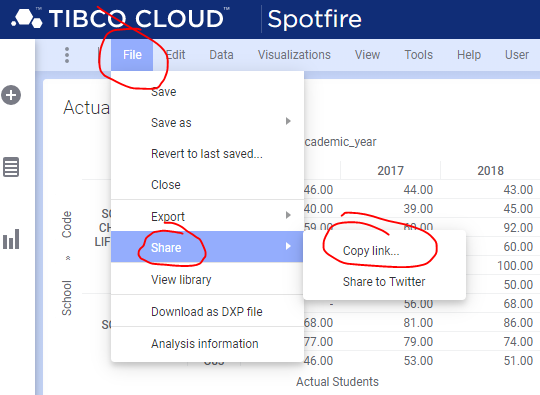 TIBCO CLOUD™ Spotfire
File Edit Data Visualizations View Tools Help User
Actua
Save
Save as
Revert to last saved...
Close
Export
Share
View library
Download as DXP file
Analysis information
Copy link...
Share to Twitter
cademic_year
2017 2018
46.00 44.00 43.00
40.00 39.00 45.00
59.00 60.00 92.00
60.00
100.00
50.00
- 56.00 68.00
68.00 81.00 86.00
77.00 79.00 74.00
46.00 53.00 51.00
School » Code
SC
CH
LIF
SC
Actual Students